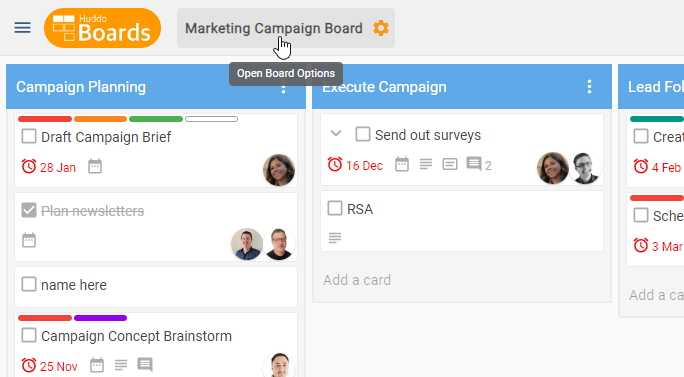 Huddo
Boards
Marketing Campaign Board
Open Board Options
Campaign Planning
Draft Campaign Brief
28 Jan
Plan newsletters
name here
Campaign Concept Brainstorm
25 Nov
Execute Campaign
Send out surveys
16 Dec
2
RSA
Add a card
Lead Fol
Creat
4 Feb
Sche
3 Mar
Add a ca